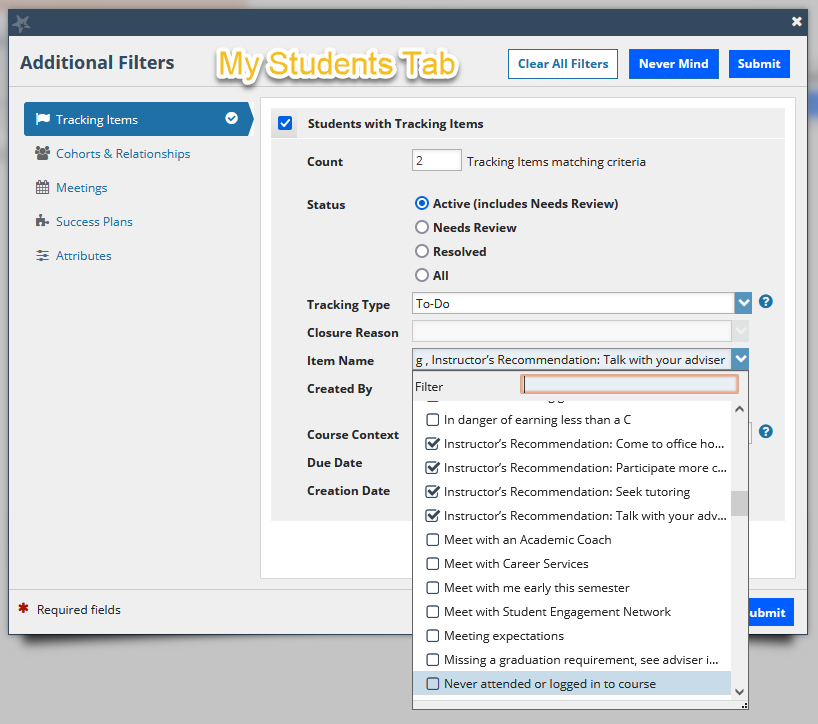 Additional Filters
My Students Tab
Clear All Filters
Never Mind
Submit
Tracking Items
Cohorts & Relationships
Meetings
Success Plans
Attributes
Students with Tracking Items
Count
2
Tracking Items matching criteria
Status
Active (includes Needs Review)
Needs Review
Resolved
All
Tracking Type
To-Do
Closure Reason
Item Name
g , Instructor’s Recommendation: Talk with your adviser
Created By
Course Context
Due Date
Creation Date
Filter
In danger of earning less than a C
Instructor’s Recommendation: Come to office ho...
Instructor’s Recommendation: Participate more c...
Instructor’s Recommendation: Seek tutoring
Instructor’s Recommendation: Talk with your adv...
Meet with an Academic Coach
Meet with Career Services
Meet with me early this semester
Meet with Student Engagement Network
Meeting expectations
Missing a graduation requirement, see adviser i...
Never attended or logged in to course
* Required fields
ubmit